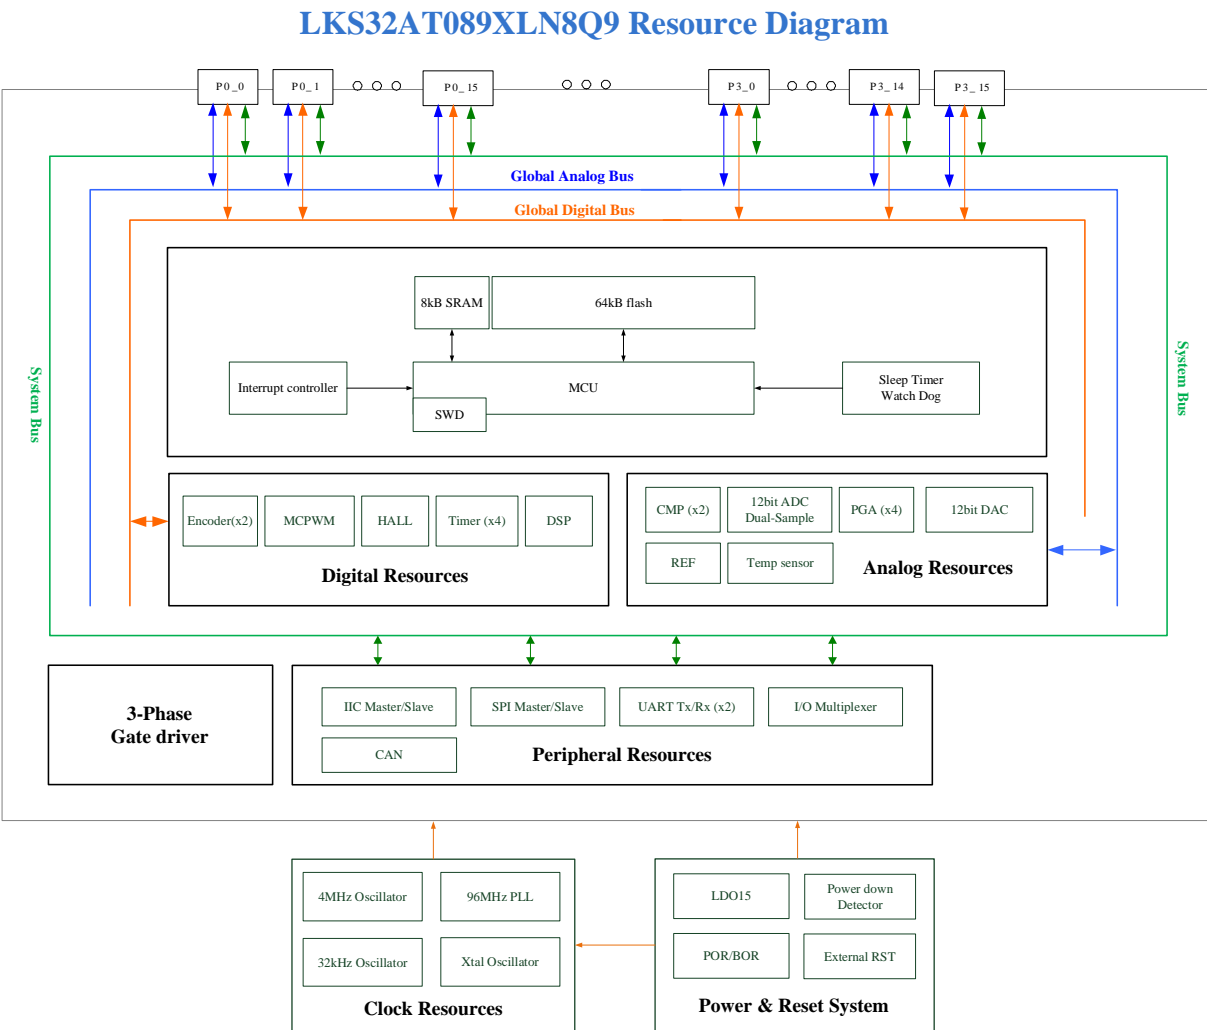 LKS32AT089XLN8Q9 Resource Diagram
P0_0
P0_1
P0_15
P3_0
P3_14
P3_15
Global Analog Bus
Global Digital Bus
System Bus
System Bus
8kB SRAM
64kB flash
Interrupt controller
MCU
SWD
Sleep Timer
Watch Dog
Encoder(x2)
MCPWM
HALL
Timer (x4)
DSP
Digital Resources
CMP (x2)
12bit ADC
Dual-Sample
PGA (x4)
12bit DAC
REF
Temp sensor
Analog Resources
3-Phase
Gate driver
IIC Master/Slave
SPI Master/Slave
UART Tx/Rx (x2)
I/O Multiplexer
CAN
Peripheral Resources
4MHz Oscillator
96MHz PLL
32kHz Oscillator
Xtal Oscillator
Clock Resources
LDO15
Power down
Detector
POR/BOR
External RST
Power & Reset System